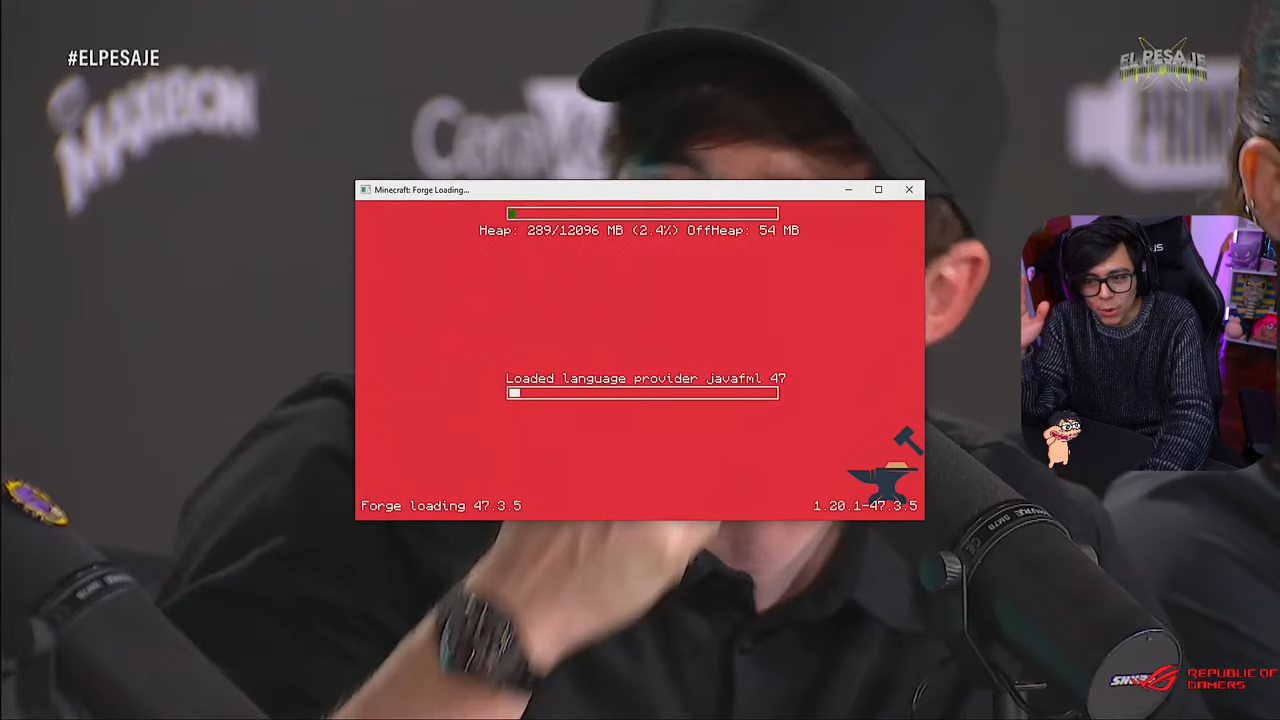 #ELPESAJE
EL PESAJE
Minecraft: Forge Loading...
Heap: 289/12096 MB (2.4%) OffHeap: 54 MB
Loaded language provider javafml 47
Forge loading 47.3.5
1.20.1-47.3.5
SM7B
REPUBLIC OF
GAMERS